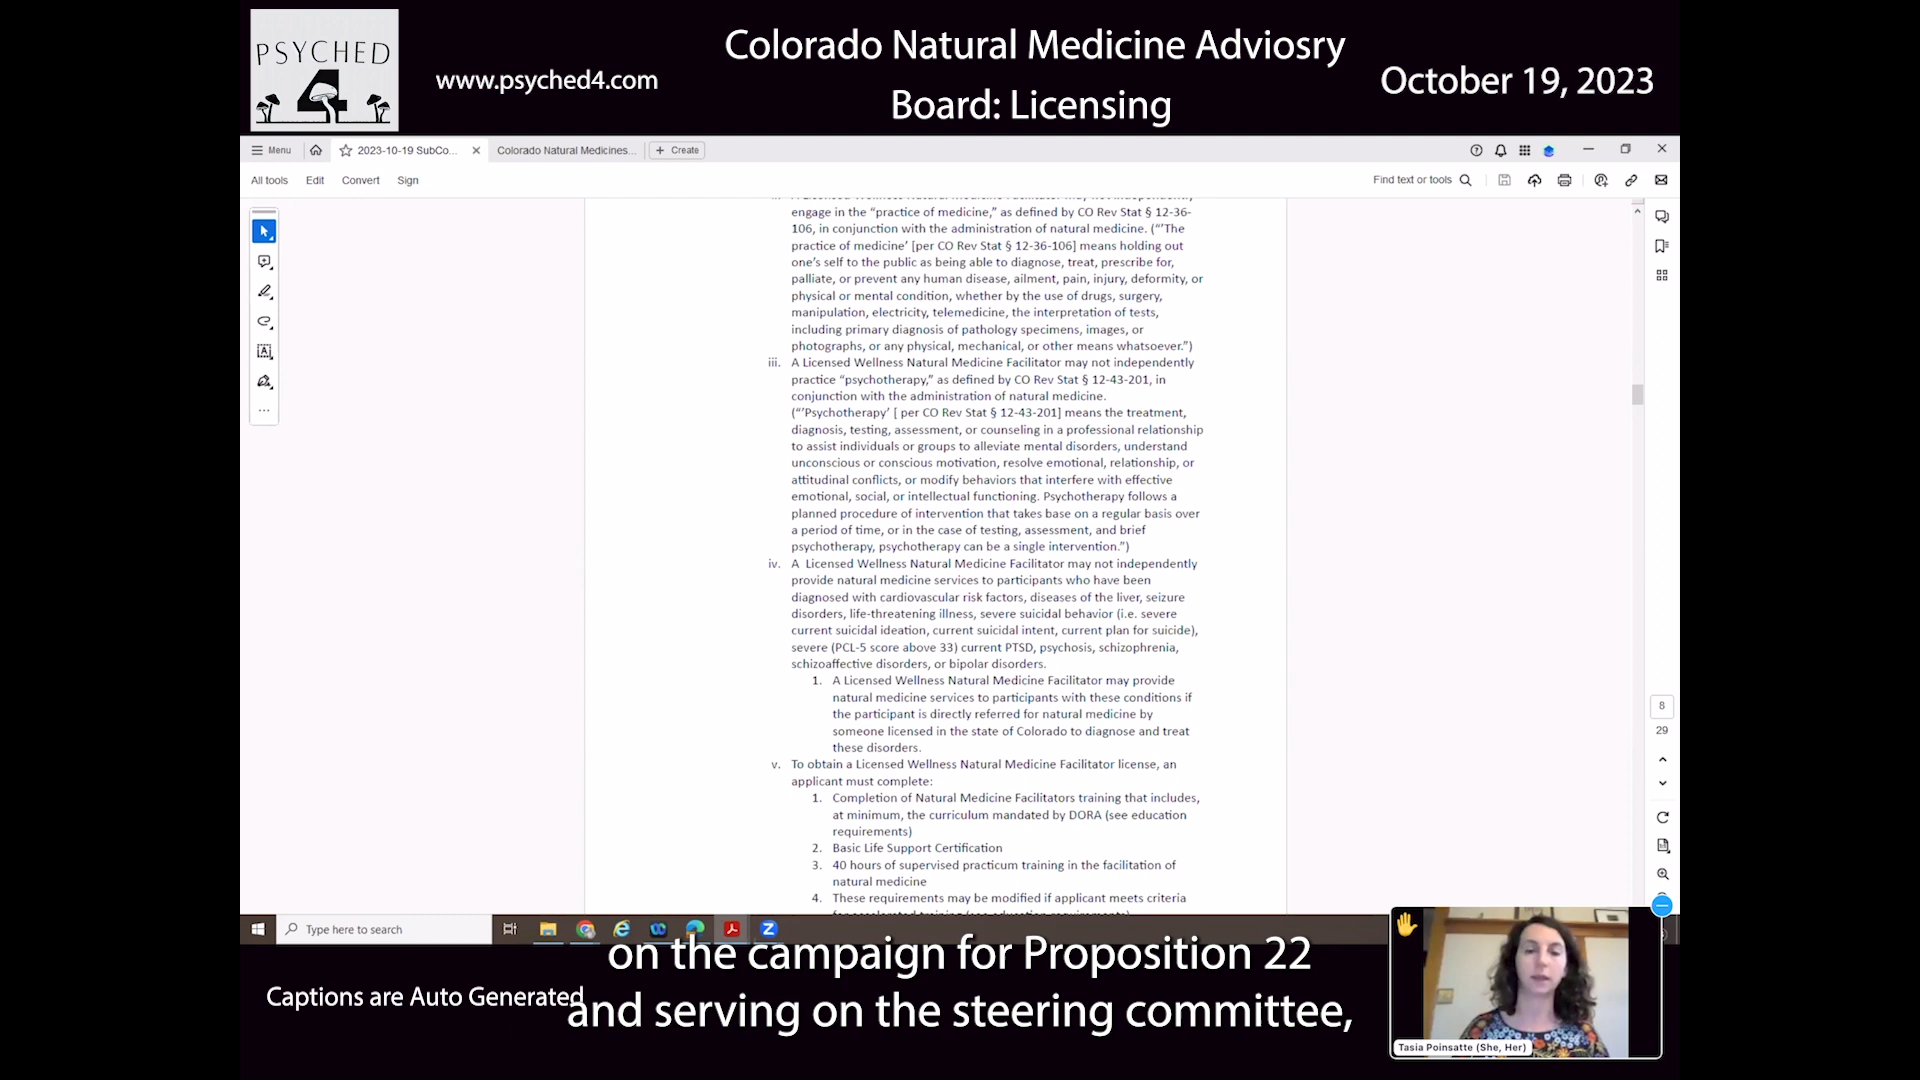 PSYCHED
4
www.psyched4.com
Colorado Natural Medicine Adviosry
Board: Licensing
October 19, 2023
Menu
2023-10-19 SubCo...
Colorado Natural Medicines...
+ Create
All tools
Edit
Convert
Sign
Find text or tools
engage in the “practice of medicine,” as defined by CO Rev Stat § 12-36-
106, in conjunction with the administration of natural medicine. (“‘The
practice of medicine’ [per CO Rev Stat § 12-36-106] means holding out
one’s self to the public as being able to diagnose, treat, prescribe for,
palliate, or prevent any human disease, ailment, pain, injury, deformity, or
physical or mental condition, whether by the use of drugs, surgery,
manipulation, electricity, telemedicine, the interpretation of tests,
including primary diagnosis of pathology specimens, images, or
photographs, or any physical, mechanical, or other means whatsoever.”)
iii. A Licensed Wellness Natural Medicine Facilitator may not independently
practice “psychotherapy,” as defined by CO Rev Stat § 12-43-201, in
conjunction with the administration of natural medicine.
(“‘Psychotherapy’ [ per CO Rev Stat § 12-43-201] means the treatment,
diagnosis, testing, assessment, or counseling in a professional relationship
to assist individuals or groups to alleviate mental disorders, understand
unconscious or conscious motivation, resolve emotional, relationship, or
attitudinal conflicts, or modify behaviors that interfere with effective
emotional, social, or intellectual functioning. Psychotherapy follows a
planned procedure of intervention that takes base on a regular basis over
a period of time, or in the case of testing, assessment, and brief
psychotherapy, psychotherapy can be a single intervention.”)
iv. A Licensed Wellness Natural Medicine Facilitator may not independently
provide natural medicine services to participants who have been
diagnosed with cardiovascular risk factors, diseases of the liver, seizure
disorders, life-threatening illness, severe suicidal behavior (i.e. severe
current suicidal ideation, current suicidal intent, current plan for suicide),
severe (PCL-5 score above 33) current PTSD, psychosis, schizophrenia,
schizoaffective disorders, or bipolar disorders.
1. A Licensed Wellness Natural Medicine Facilitator may provide
natural medicine services to participants with these conditions if
the participant is directly referred for natural medicine by
someone licensed in the state of Colorado to diagnose and treat
these disorders.
v. To obtain a Licensed Wellness Natural Medicine Facilitator license, an
applicant must complete:
1. Completion of Natural Medicine Facilitators training that includes,
at minimum, the curriculum mandated by DORA (see education
requirements)
2. Basic Life Support Certification
3. 40 hours of supervised practicum training in the facilitation of
natural medicine
4. These requirements may be modified if applicant meets criteria
8
29
Type here to search
on the campaign for Proposition 22
and serving on the steering committee,
Captions are Auto Generated
Tasia Poinsatte (She, Her)